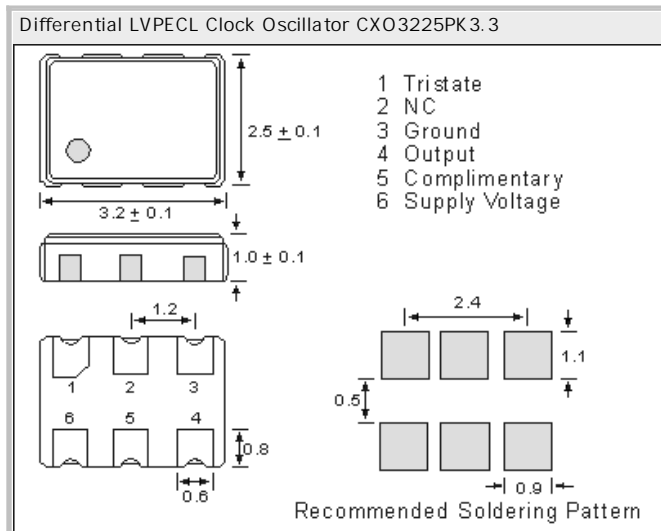 Differential LVPECL Clock Oscillator CXO3225PK3.3
1 Tristate
2 NC
3 Ground
4 Output
5 Complimentary
6 Supply Voltage
2.5 ± 0.1
3.2 ± 0.1
1.0 ± 0.1
1.2
1 2 3
6 5 4
0.8
0.6
2.4
1.1
0.5
0.9
Recommended Soldering Pattern